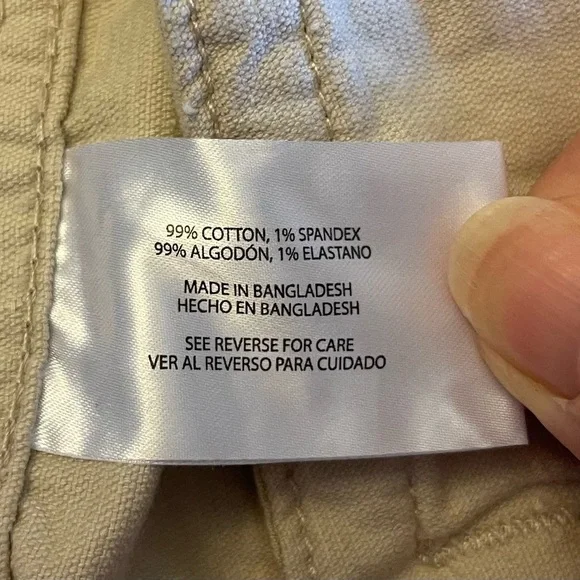 99% COTTON, 1% SPANDEX
99% ALGODÓN, 1% ELASTANO
MADE IN BANGLADESH
HECHO EN BANGLADESH
SEE REVERSE FOR CARE
VER AL REVERSO PARA CUIDADO